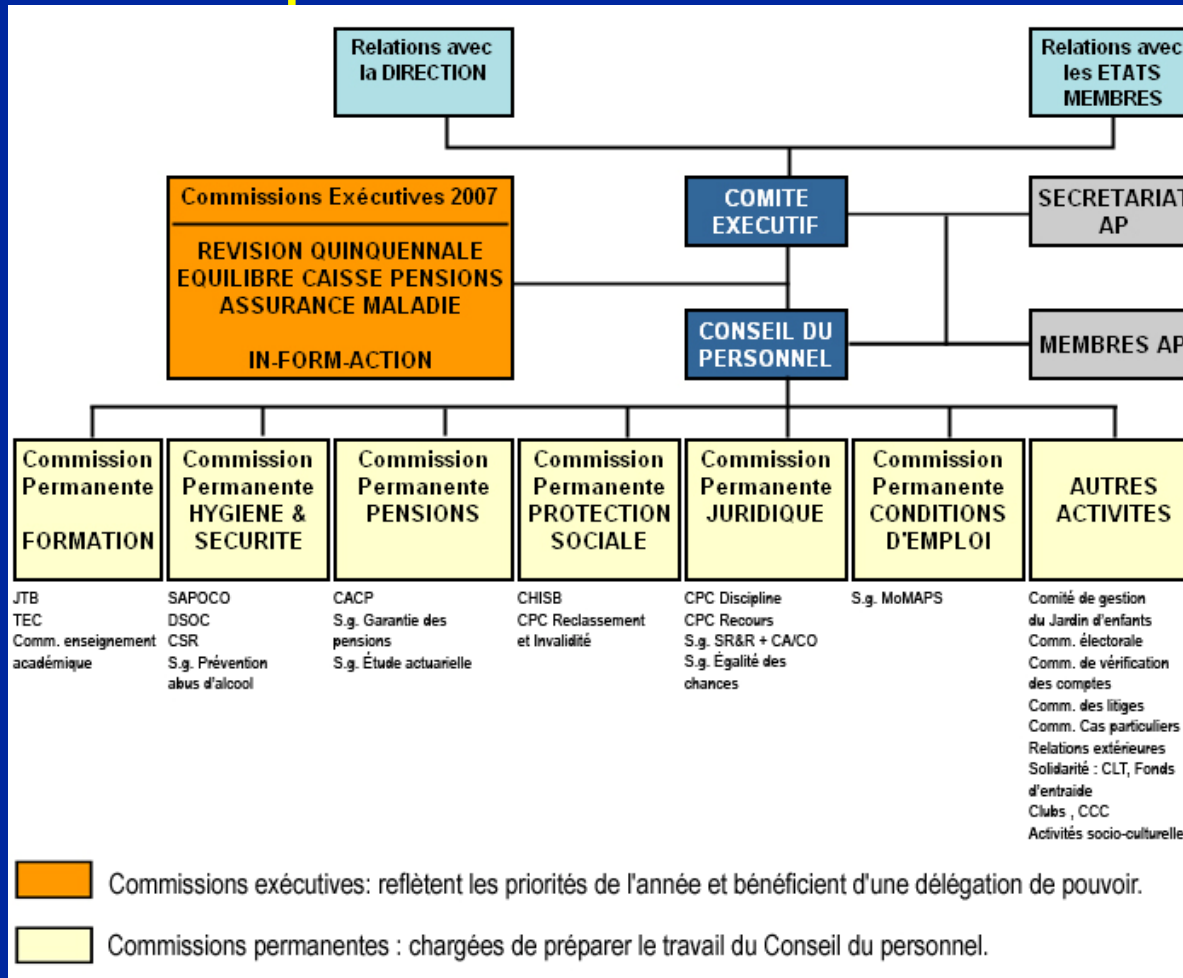 Relations avec
la DIRECTION
Relations avec
les ETATS
MEMBRES
Commissions Exécutives 2007
REVISION QUINQUENNALE
EQUILIBRE CAISSE PENSIONS
ASSURANCE MALADIE
IN-FORM-ACTION
COMITE
EXECUTIF
SECRETARIAT
AP
CONSEIL DU
PERSONNEL
MEMBRES AP
Commission
Permanente
FORMATION
Commission
Permanente
HYGIENE &
SECURITE
Commission
Permanente
PENSIONS
Commission
Permanente
PROTECTION
SOCIALE
Commission
Permanente
JURIDIQUE
Commission
Permanente
CONDITIONS
D'EMPLOI
AUTRES
ACTIVITES
JTB
TEC
Comm. enseignement
académique
SAPOCO
DSOC
CSR
S.g. Prévention
abus d'alcool
CACP
S.g. Garantie des
pensions
S.g. Étude actuarielle
CHISB
CPC Reclassement
et Invalidité
CPC Discipline
CPC Recours
S.g. SR&R + CA/CO
S.g. Égalité des
chances
S.g. MoMAPS
Comité de gestion
du Jardin d'enfants
Comm. électorale
Comm. de vérification
des comptes
Comm. des litiges
Comm. Cas particuliers
Relations extérieures
Solidarité : CLT, Fonds
d'entraide
Clubs , CCC
Activités socio-culturelle
Commissions exécutives: reflètent les priorités de l'année et bénéficient d'une délégation de pouvoir.
Commissions permanentes : chargées de préparer le travail du Conseil du personnel.